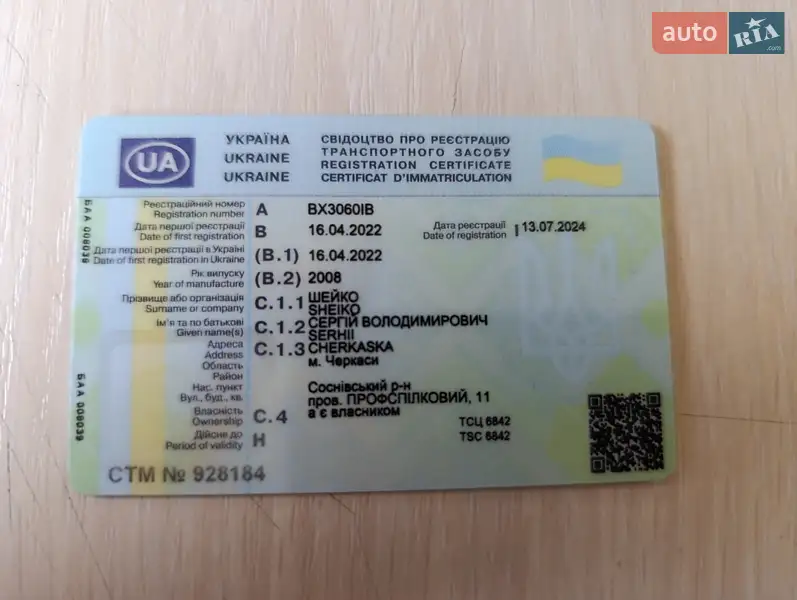 auto RIA .com
УКРАЇНА СВІДОЦТВО ПРО РЕЄСТРАЦІЮ
UKRAINE ТРАНСПОРТНОГО ЗАСОБУ
REGISTRATION CERTIFICATE
UKRAINE CERTIFICAT D'IMMATRICULATION
UA
Реєстраційний номер
Registration number A BX3060IB
Дата першої реєстрації
Date of first registration B 16.04.2022
Дата реєстрації
Date of registration I 13.07.2024
Дата першої реєстрації в Україні
Date of first registration in Ukraine (B.1) 16.04.2022
Рік випуску
Year of manufacture (B.2) 2008
Прізвище або організація
Surname or company C.1.1 ШЕЙКО
SHEIKO
Ім'я та по батькові
Given name(s) C.1.2 СЕРГІЙ ВОЛОДИМИРОВИЧ
SERHII
Адреса
Address C.1.3 CHERKASKA
Область м. Черкаси
Район
Нас. пункт Соснівський р-н
Вул., буд., кв. пров. ПРОФСПІЛКОВИЙ, 11
Власність
Ownership C.4 а є власником
Дійсне до
Period of validity H
ТСЦ 6842
TSC 6842
СТМ № 928184
БАА 008039
БАА 008039